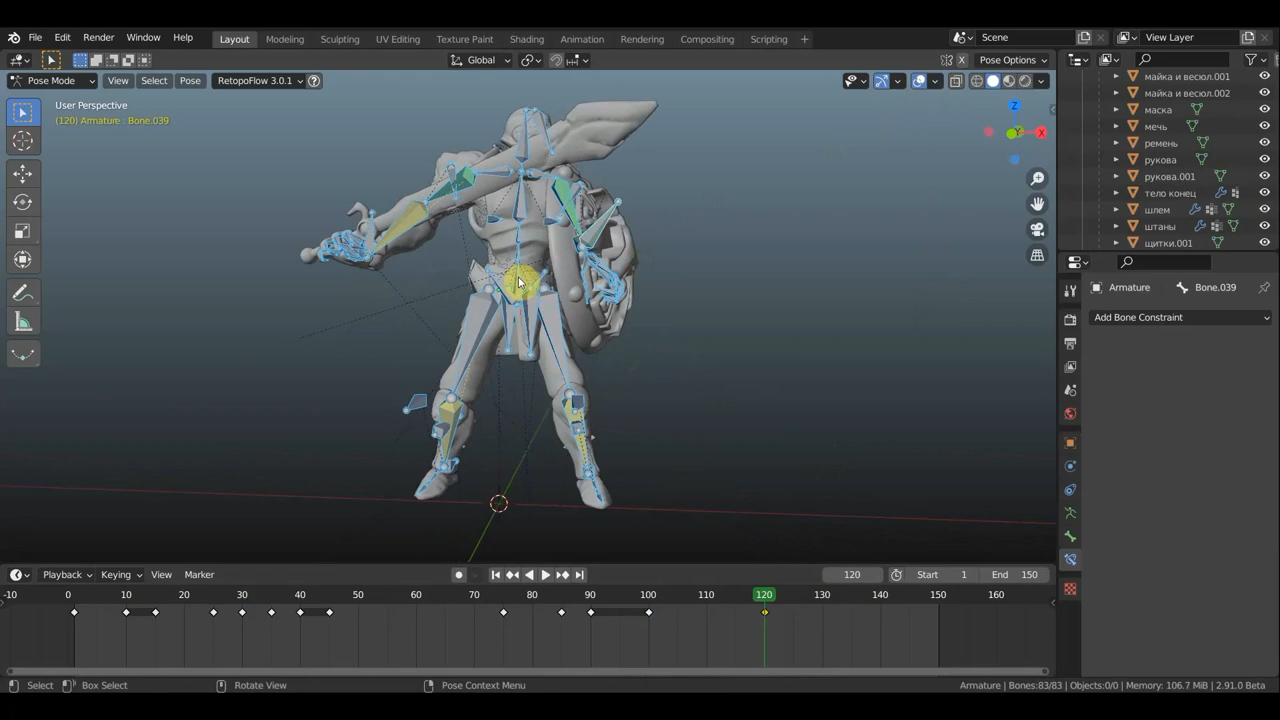 File Edit Render Window Help Layout Modeling Sculpting UV Editing Texture Paint Shading Animation Rendering Compositing Scripting + Scene View Layer
Global X Pose Options
Pose Mode View Select Pose RetopoFlow 3.0.1 ?
User Perspective
(120) Armature : Bone.039
Z
X
Y
майка и весюл.001
майка и весюл.002
маска
мечь
ремень
рукова
рукова.001
тело конец
шлем
штаны
щитки.001
Armature Bone.039
Add Bone Constraint
Playback Keying View Marker 120 Start 1 End 150
-10 0 10 20 30 40 50 60 70 80 90 100 110 120 130 140 150 160
Select Box Select Rotate View Pose Context Menu Armature | Bones:83/83 | Objects:0/0 | Memory: 106.7 MiB | 2.91.0 Beta